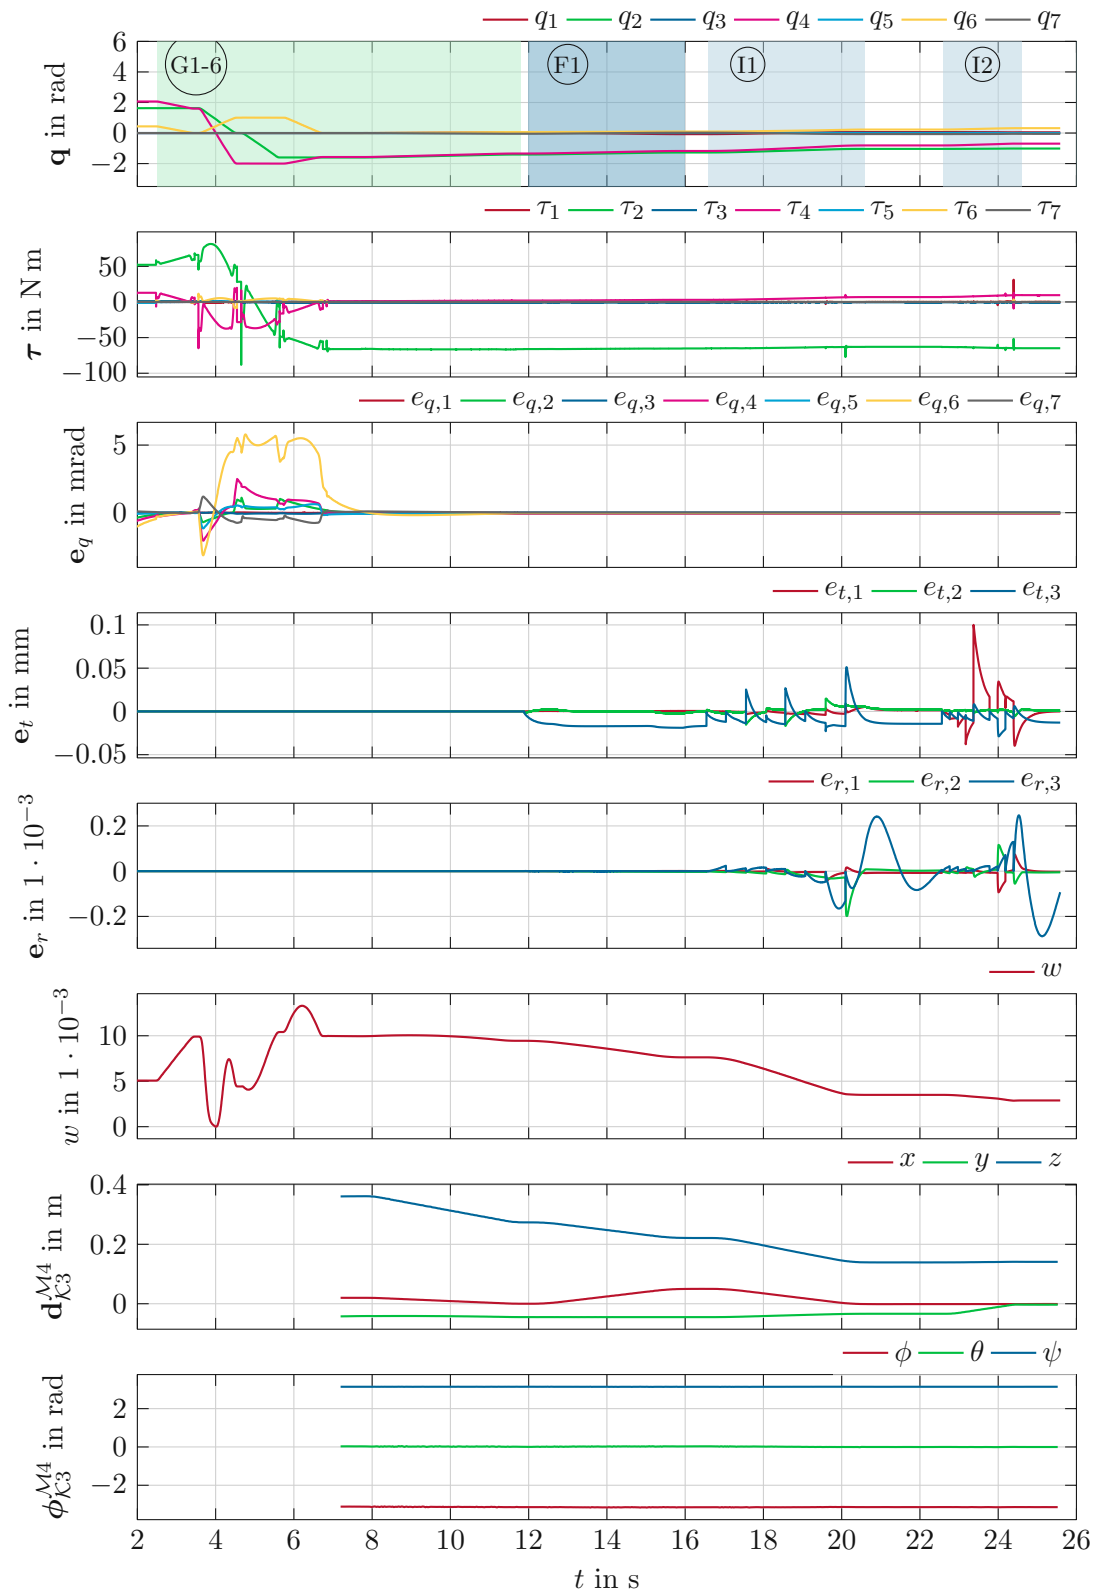 q1 q2 q3 q4 q5 q6 q7
6
4
2
0
−2
q in rad
G1-6 F1 I1 I2
τ1 τ2 τ3 τ4 τ5 τ6 τ7
50
0
−50
−100
τ in N m
eq,1 eq,2 eq,3 eq,4 eq,5 eq,6 eq,7
5
0
eq in mrad
et,1 et,2 et,3
0.1
0.05
0
−0.05
et in mm
er,1 er,2 er,3
0.2
0
−0.2
er in 1 · 10−3
w
10
5
0
w in 1 · 10−3
x y z
0.4
0.2
0
d𝒦3ℳ4 in m
ϕ θ ψ
2
0
−2
ϕ𝒦3ℳ4 in rad
2 4 6 8 10 12 14 16 18 20 22 24 26
t in s